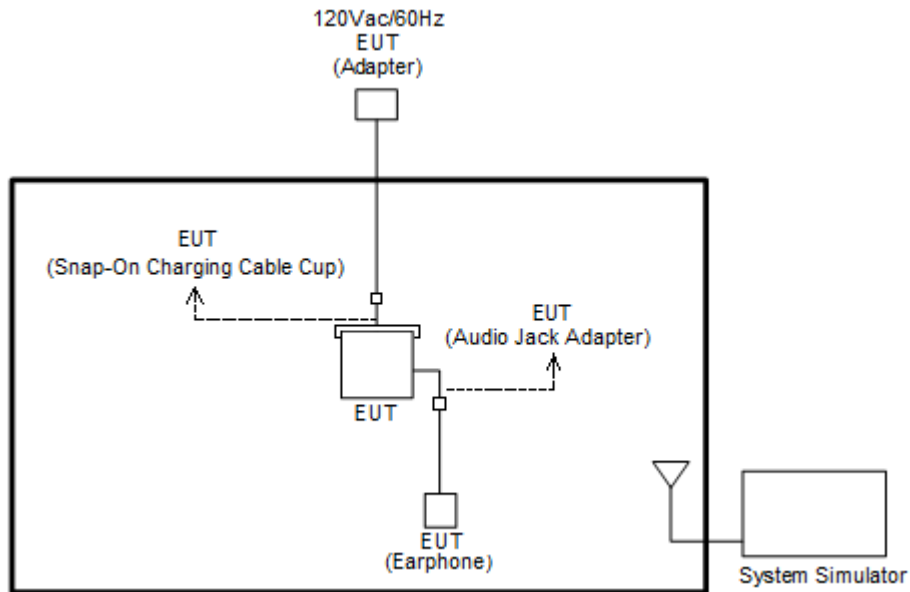 120Vac/60Hz
EUT
(Adapter)
EUT
(Snap-On Charging Cable Cup)
EUT
(Audio Jack Adapter)
EUT
EUT
(Earphone)
System Simulator